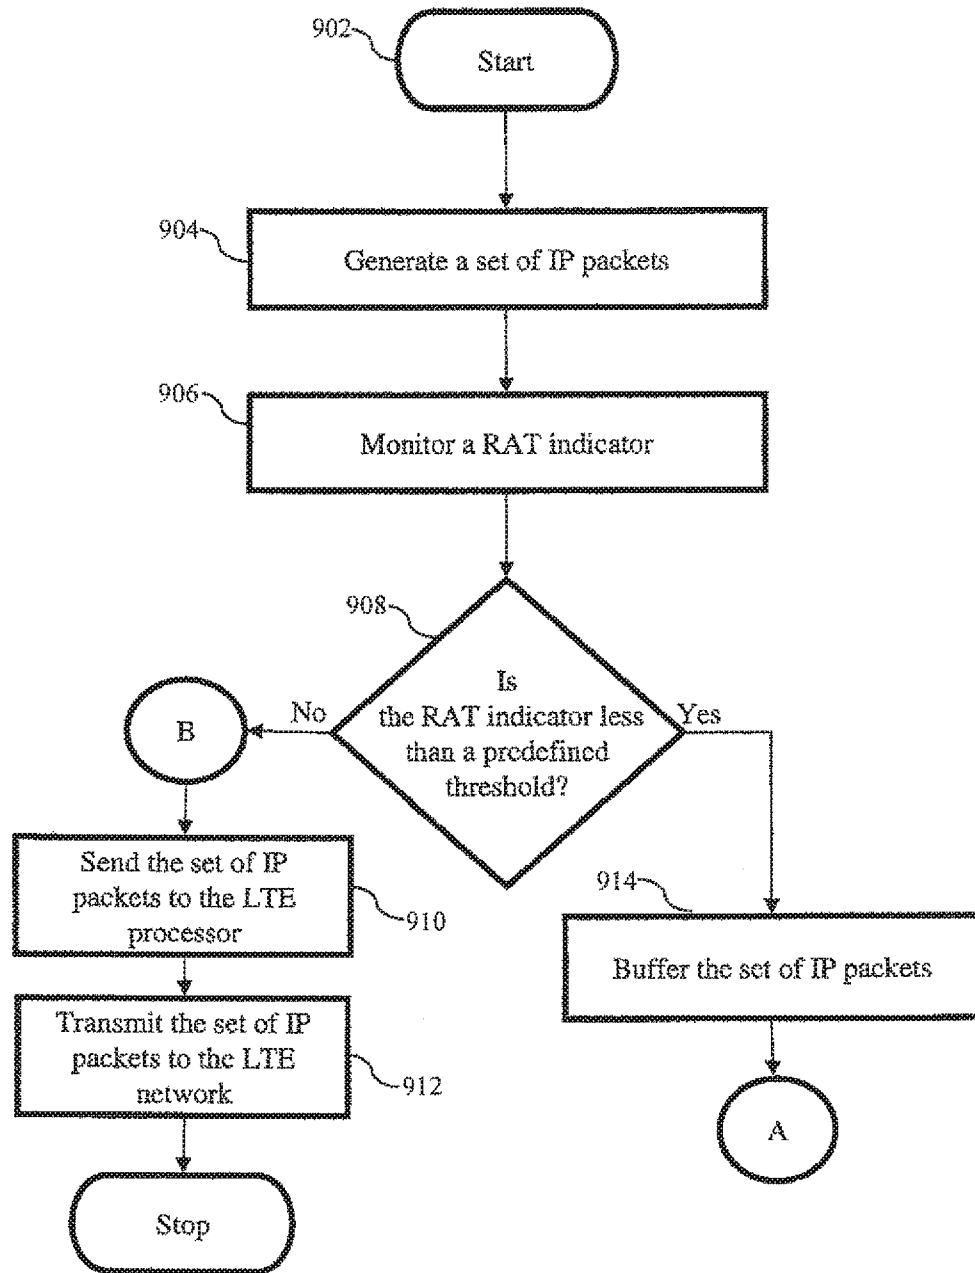 902
Start
904
Generate a set of IP packets
906
Monitor a RAT indicator
908
Is
the RAT indicator less
than a predefined
threshold?
No
Yes
B
Send the set of IP
packets to the LTE
processor
910
914
Buffer the set of IP packets
Transmit the set of IP
packets to the LTE
network
912
A
Stop